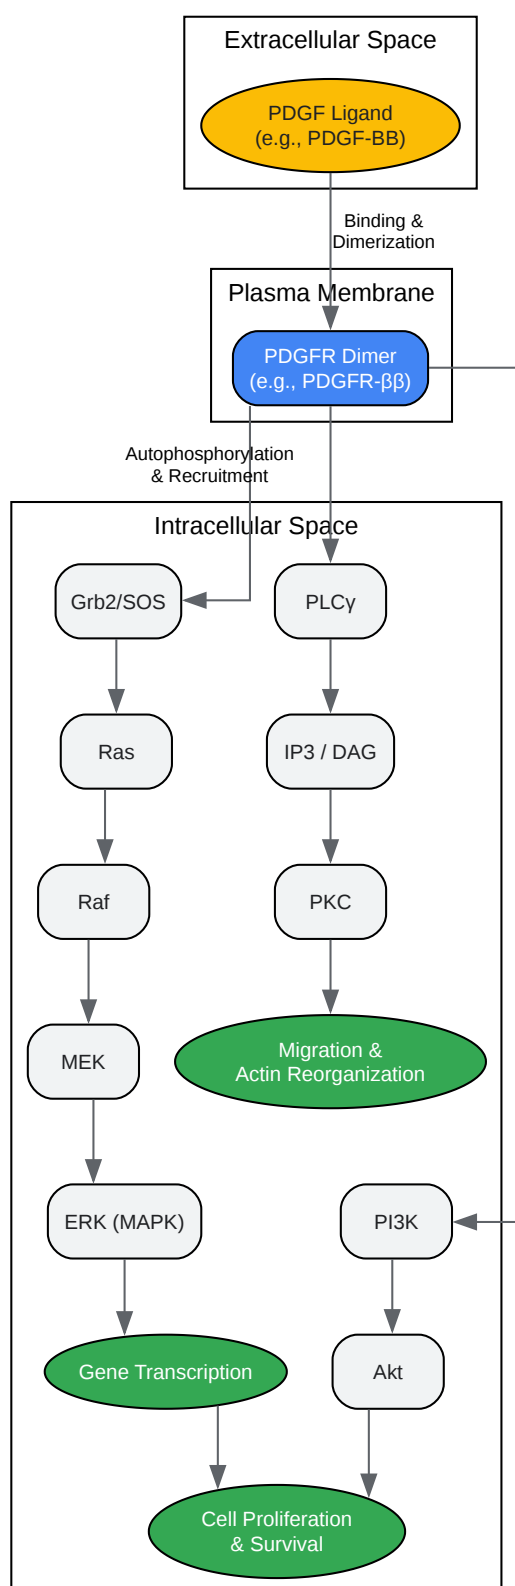 Extracellular Space
PDGF Ligand
(e.g., PDGF-BB)
Binding &
Dimerization
Plasma Membrane
PDGFR Dimer
(e.g., PDGFR-ββ)
Autophosphorylation
& Recruitment
Intracellular Space
Grb2/SOS
PLCγ
Ras
IP3 / DAG
Raf
PKC
MEK
Migration &
Actin Reorganization
ERK (MAPK)
PI3K
Gene Transcription
Akt
Cell Proliferation
& Survival